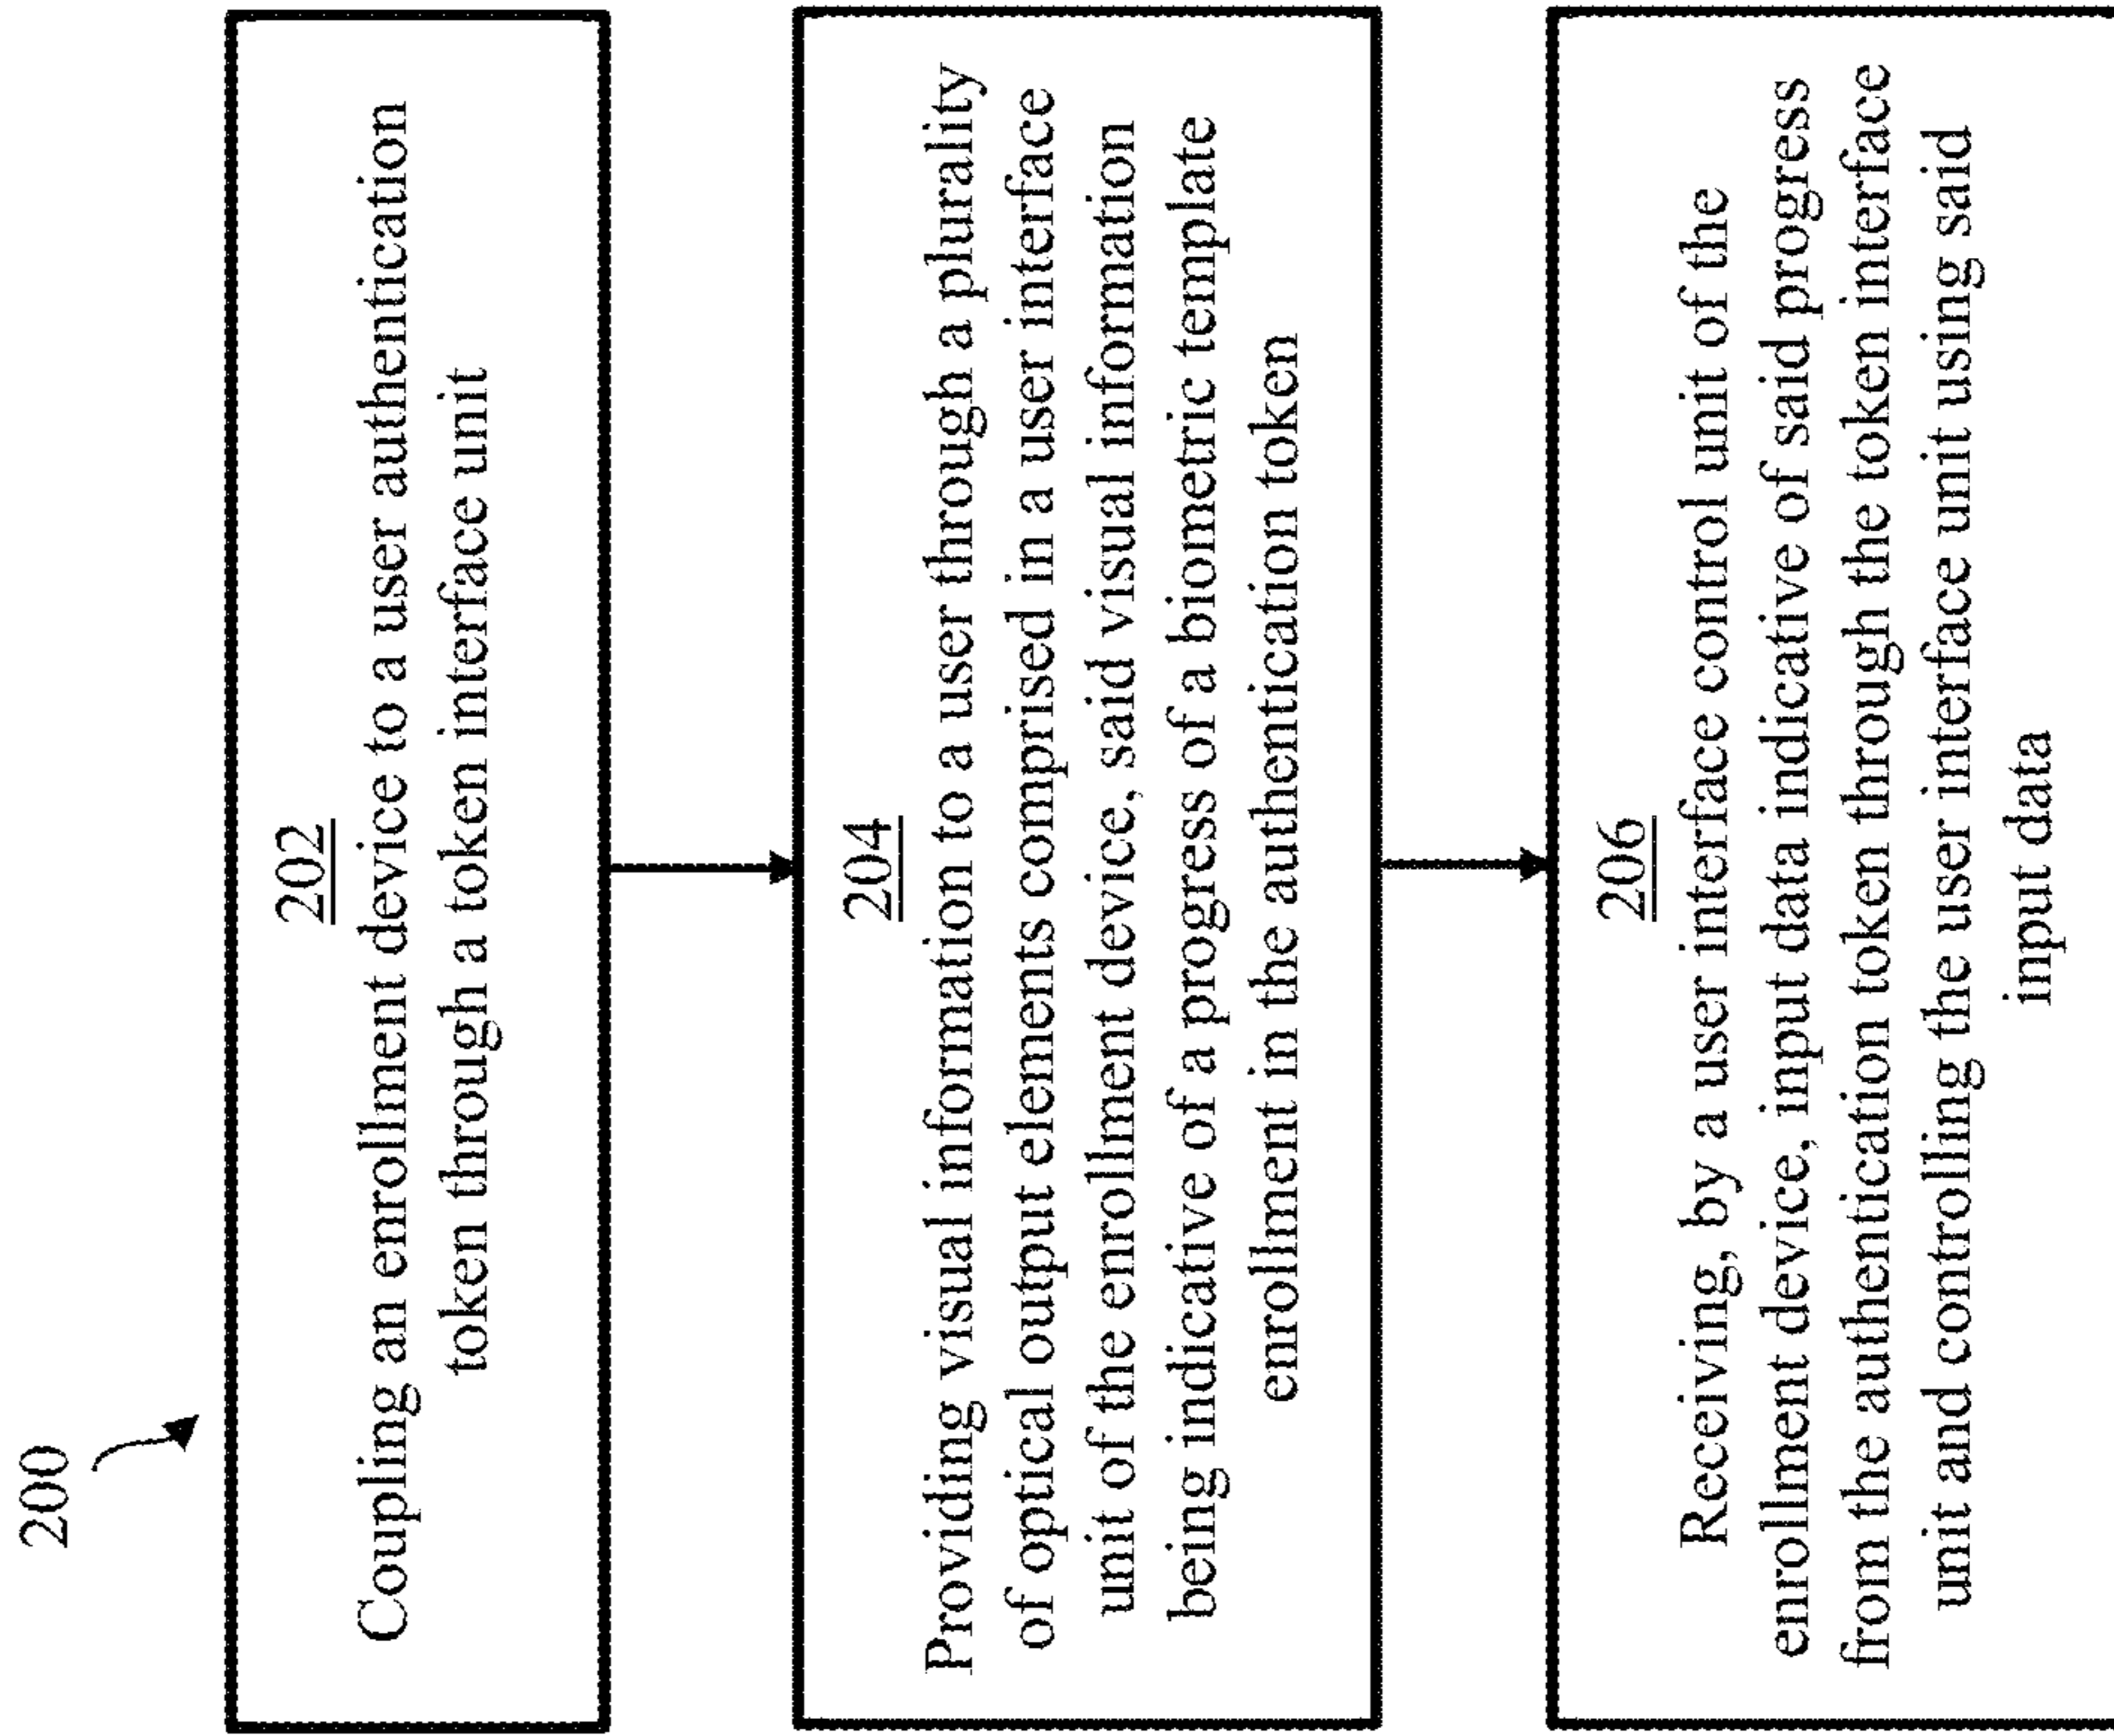 200
202
Coupling an enrollment device to a user authentication
token through a token interface unit
204
Providing visual information to a user through a plurality
of optical output elements comprised in a user interface
unit of the enrollment device, said visual information
being indicative of a progress of a biometric template
enrollment in the authentication token
206
Receiving, by a user interface control unit of the
enrollment device, input data indicative of said progress
from the authentication token through the token interface
unit and controlling the user interface unit using said
input data